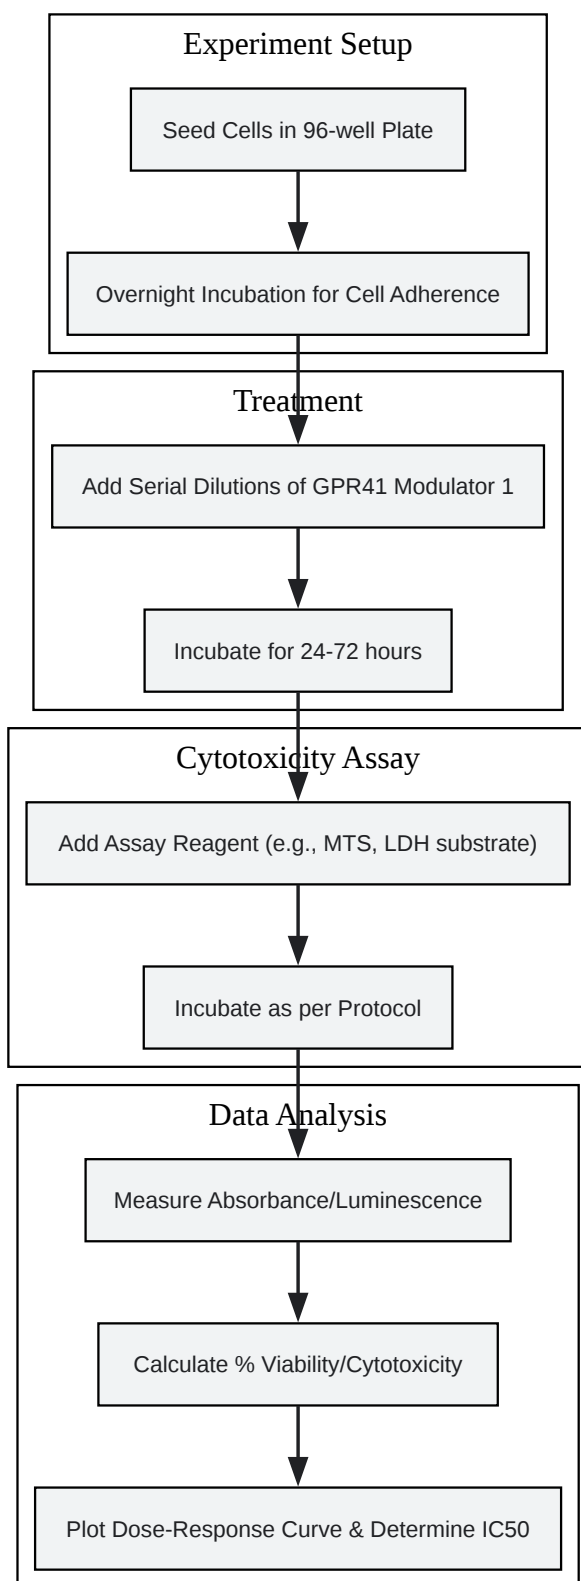 Experiment Setup
Seed Cells in 96-well Plate
Overnight Incubation for Cell Adherence
Treatment
Add Serial Dilutions of GPR41 Modulator 1
Incubate for 24-72 hours
Cytotoxicity Assay
Add Assay Reagent (e.g., MTS, LDH substrate)
Incubate as per Protocol
Data Analysis
Measure Absorbance/Luminescence
Calculate % Viability/Cytotoxicity
Plot Dose-Response Curve & Determine IC50